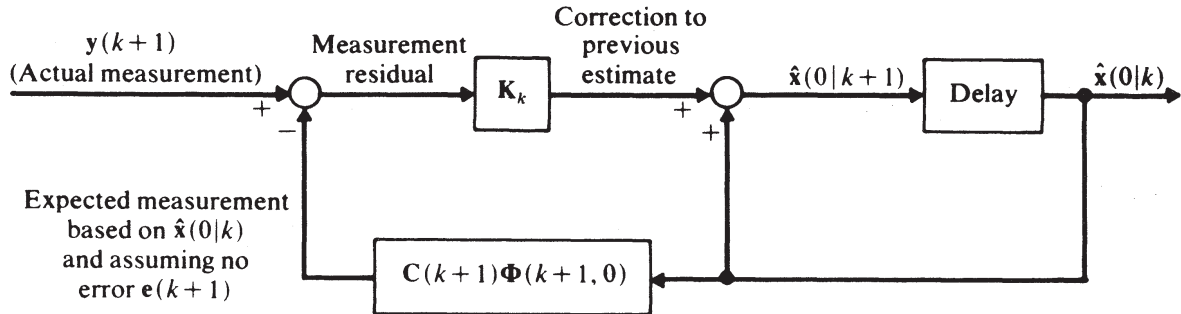 y(k+1)
(Actual measurement)
+
−
Measurement
residual
K_k
Correction to
previous
estimate
+
+
x̂(0|k+1)
Delay
x̂(0|k)
Expected measurement
based on x̂(0|k)
and assuming no
error e(k+1)
C(k+1)Φ(k+1, 0)